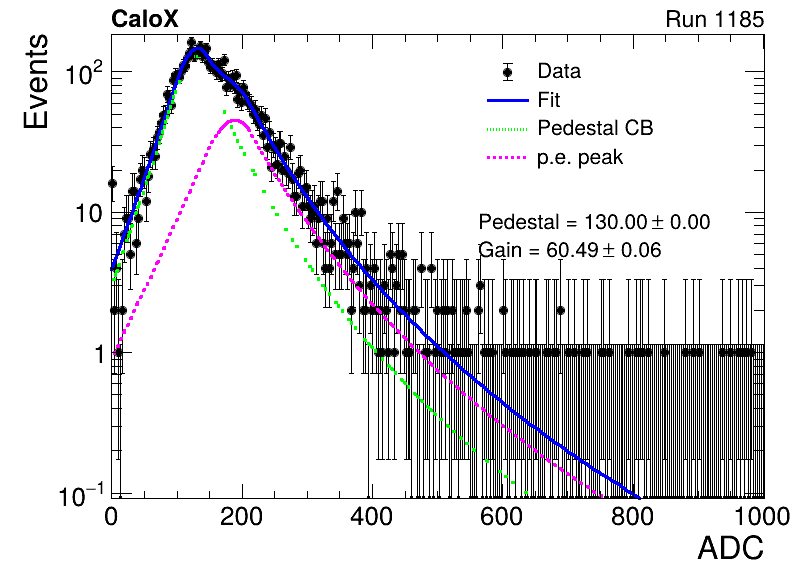 CaloX
Run 1185
Events
10²
10
1
10⁻¹
Data
Fit
Pedestal CB
p.e. peak
Pedestal = 130.00 ± 0.00
Gain = 60.49 ± 0.06
0 200 400 600 800 1000
ADC